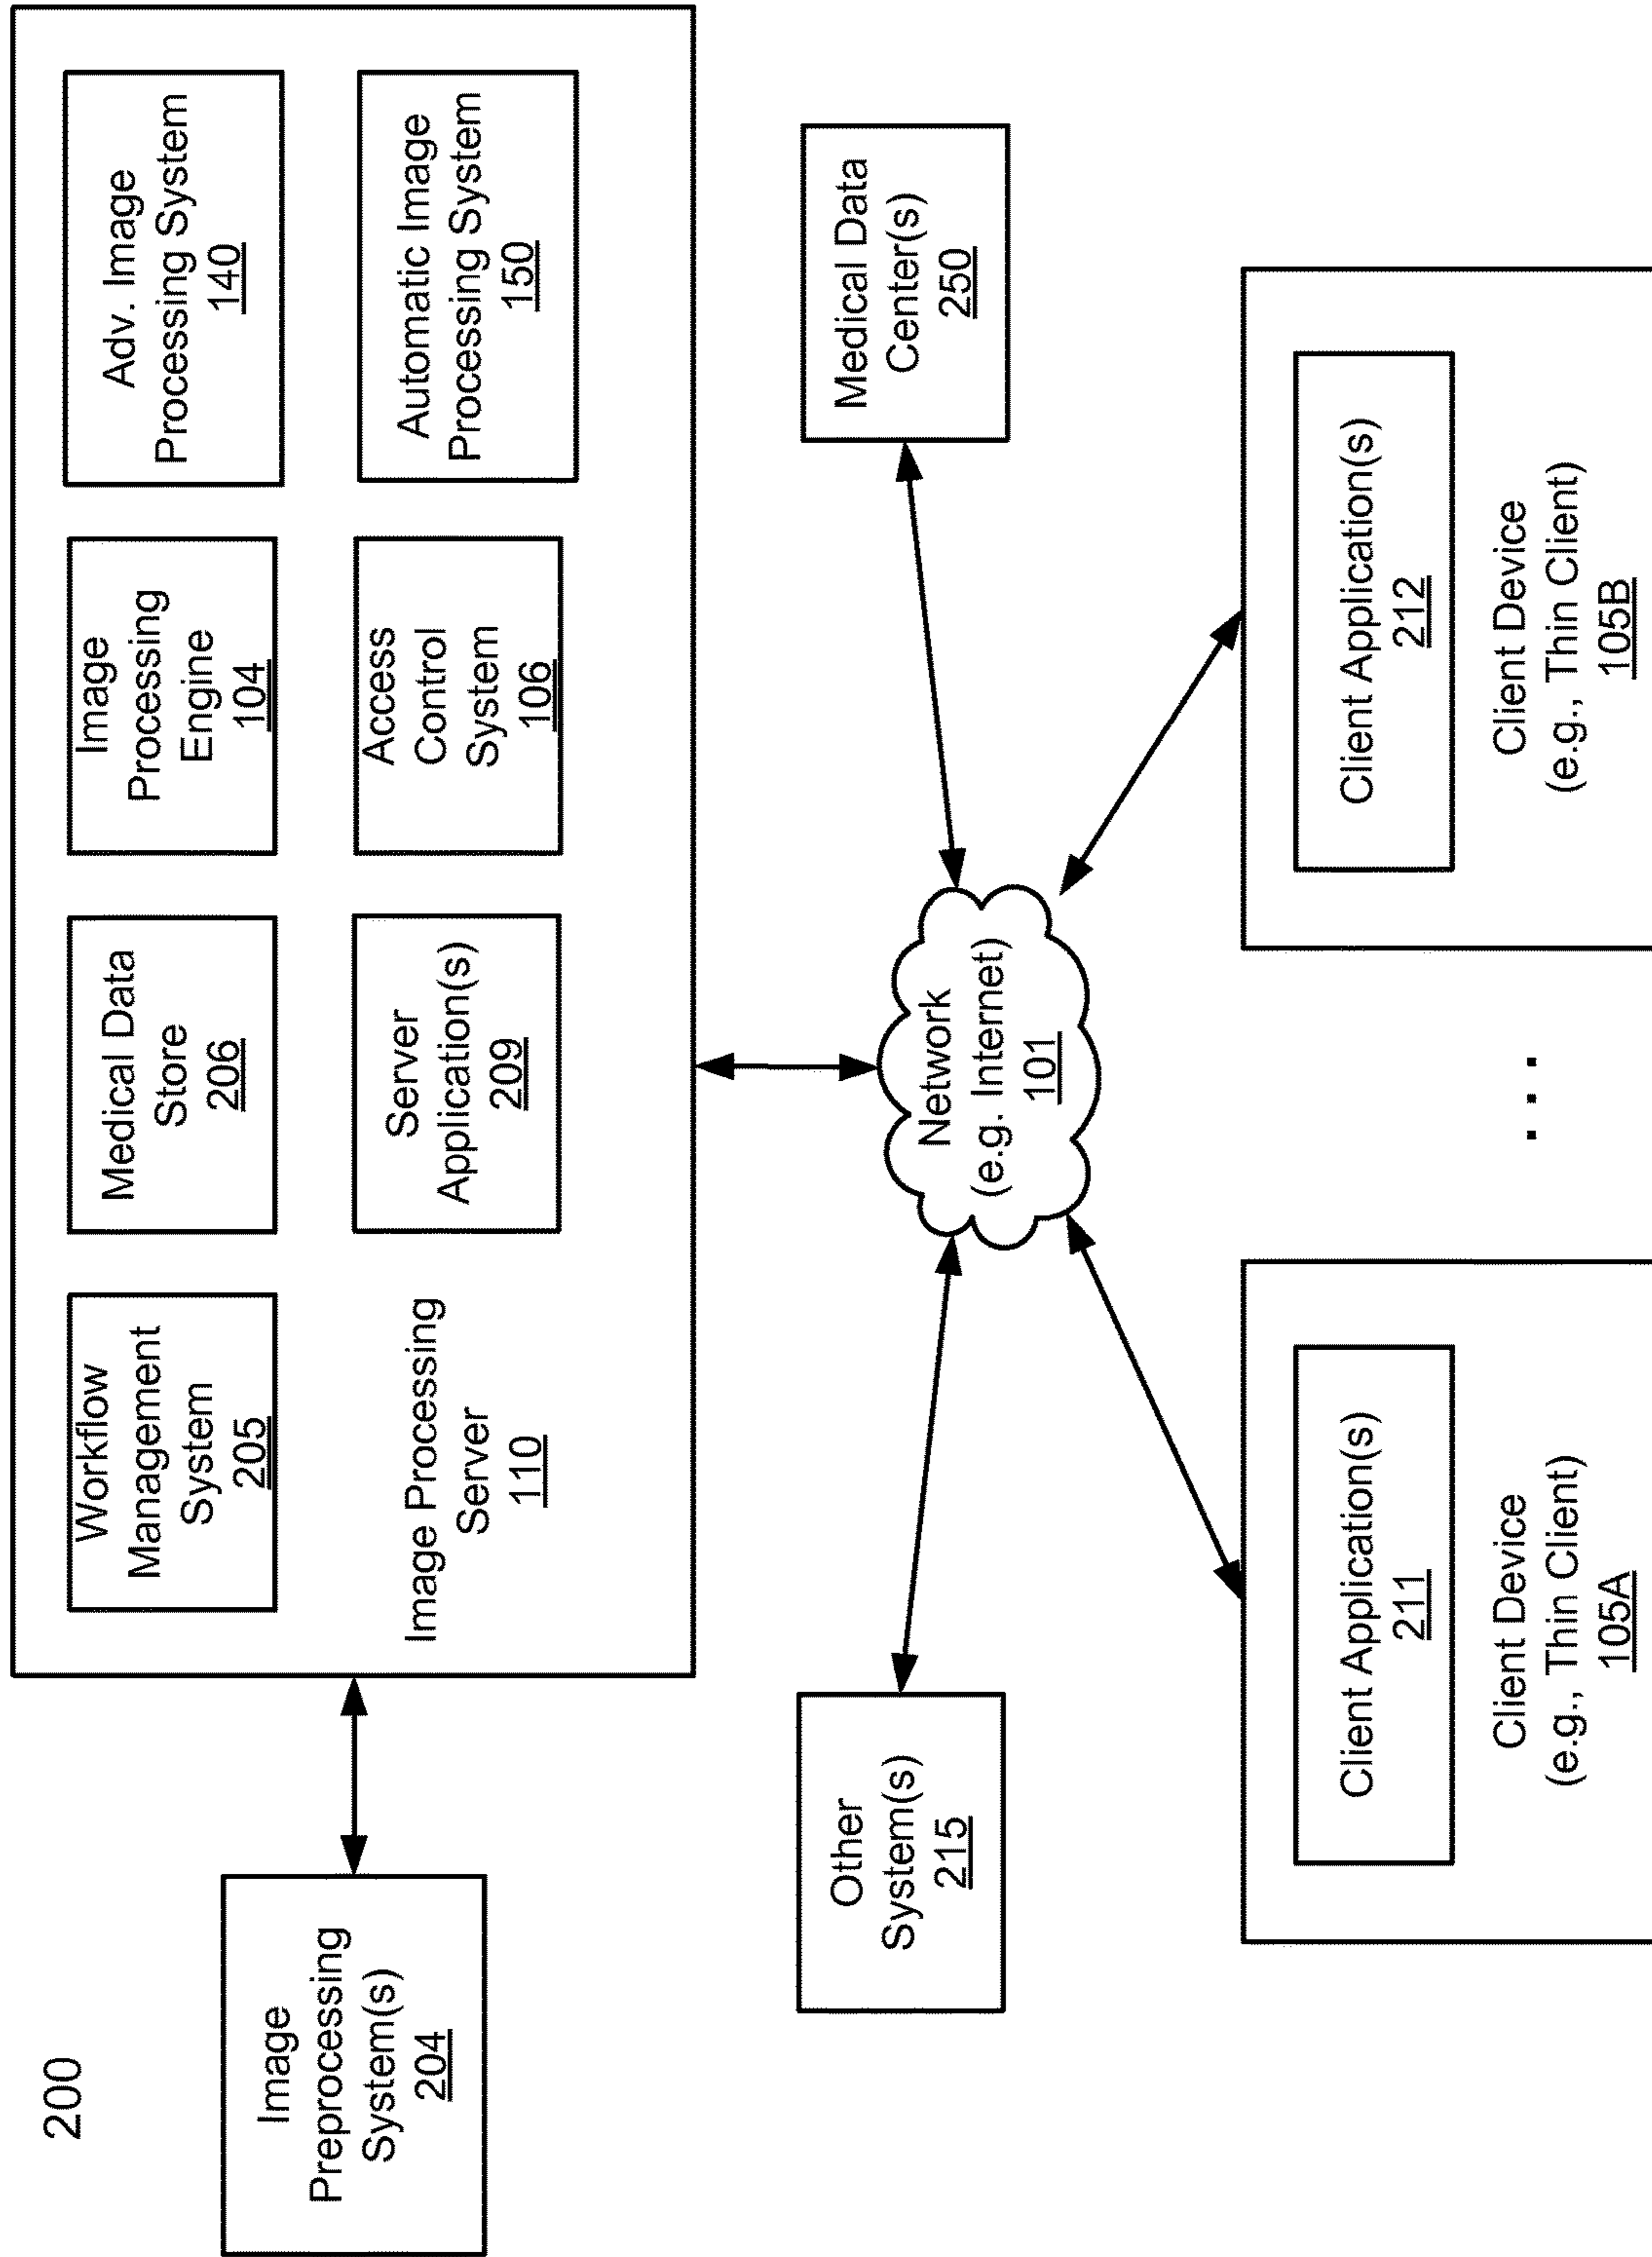 200
Image
Preprocessing
System(s)
204
Workflow
Management
System
205
Medical Data
Store
206
Image
Processing
Engine
104
Adv. Image
Processing System
140
Image Processing
Server
110
Server
Application(s)
209
Access
Control
System
106
Automatic Image
Processing System
150
Other
System(s)
215
Network
(e.g. Internet)
101
Medical Data
Center(s)
250
Client Application(s)
211
Client Device
(e.g., Thin Client)
105A
. . .
Client Application(s)
212
Client Device
(e.g., Thin Client)
105B